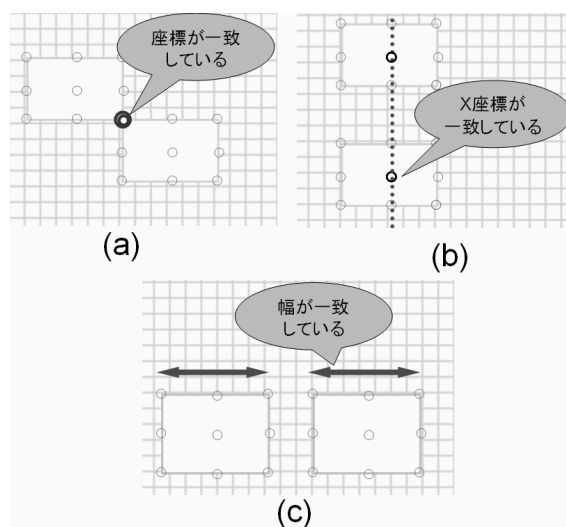 座標が一致
している
X座標が
一致している
(a)
(b)
幅が一致
している
(c)